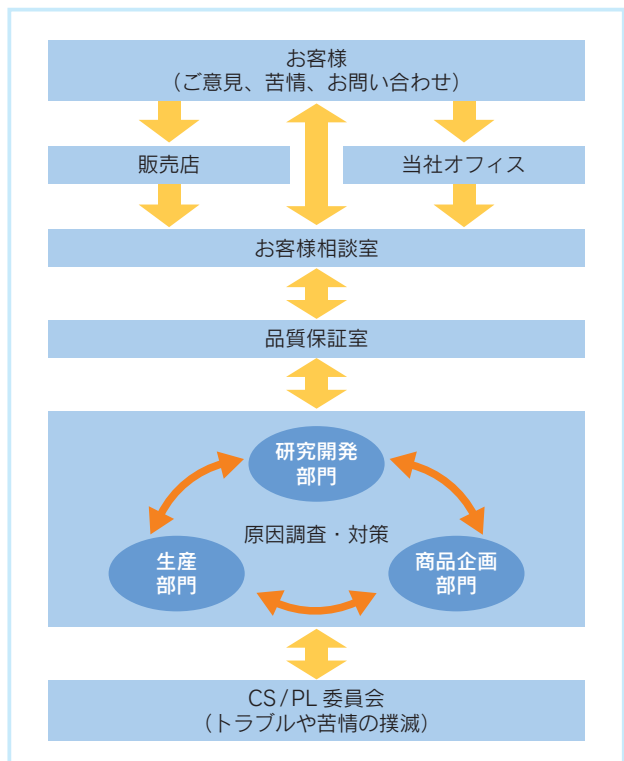 お客様
（ご意見、苦情、お問い合わせ）
販売店
当社オフィス
お客様相談室
品質保証室
研究開発
部門
原因調査・対策
生産
部門
商品企画
部門
CS/PL 委員会
（トラブルや苦情の撲滅）